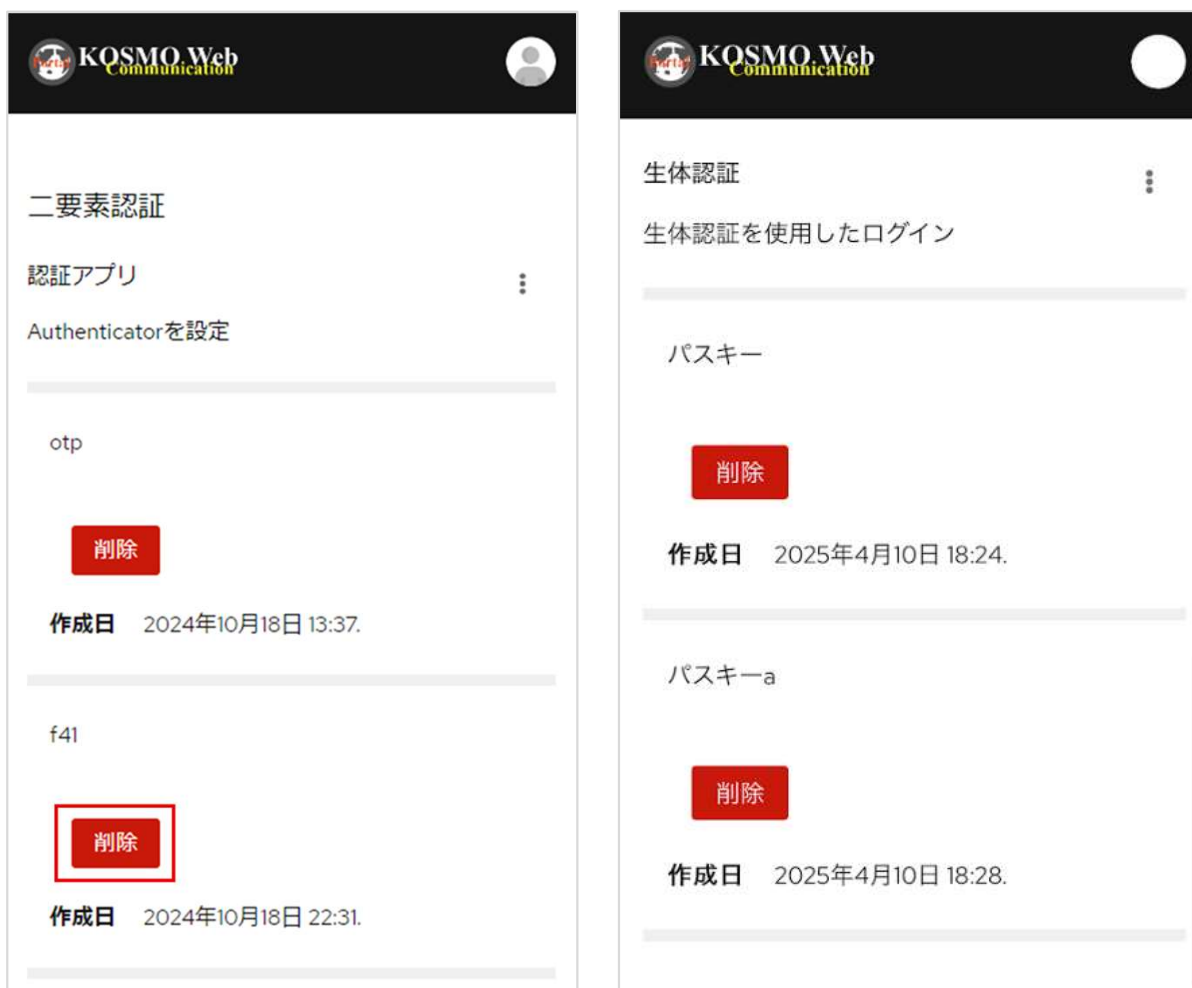 Portal
KOSMO Web
Communication
二要素認証
認証アプリ
Authenticatorを設定
otp
削除
作成日 2024年10月18日 13:37.
f41
削除
作成日 2024年10月18日 22:31.
Portal
KOSMO Web
Communication
生体認証
生体認証を使用したログイン
パスキー
削除
作成日 2025年4月10日 18:24.
パスキーa
削除
作成日 2025年4月10日 18:28.